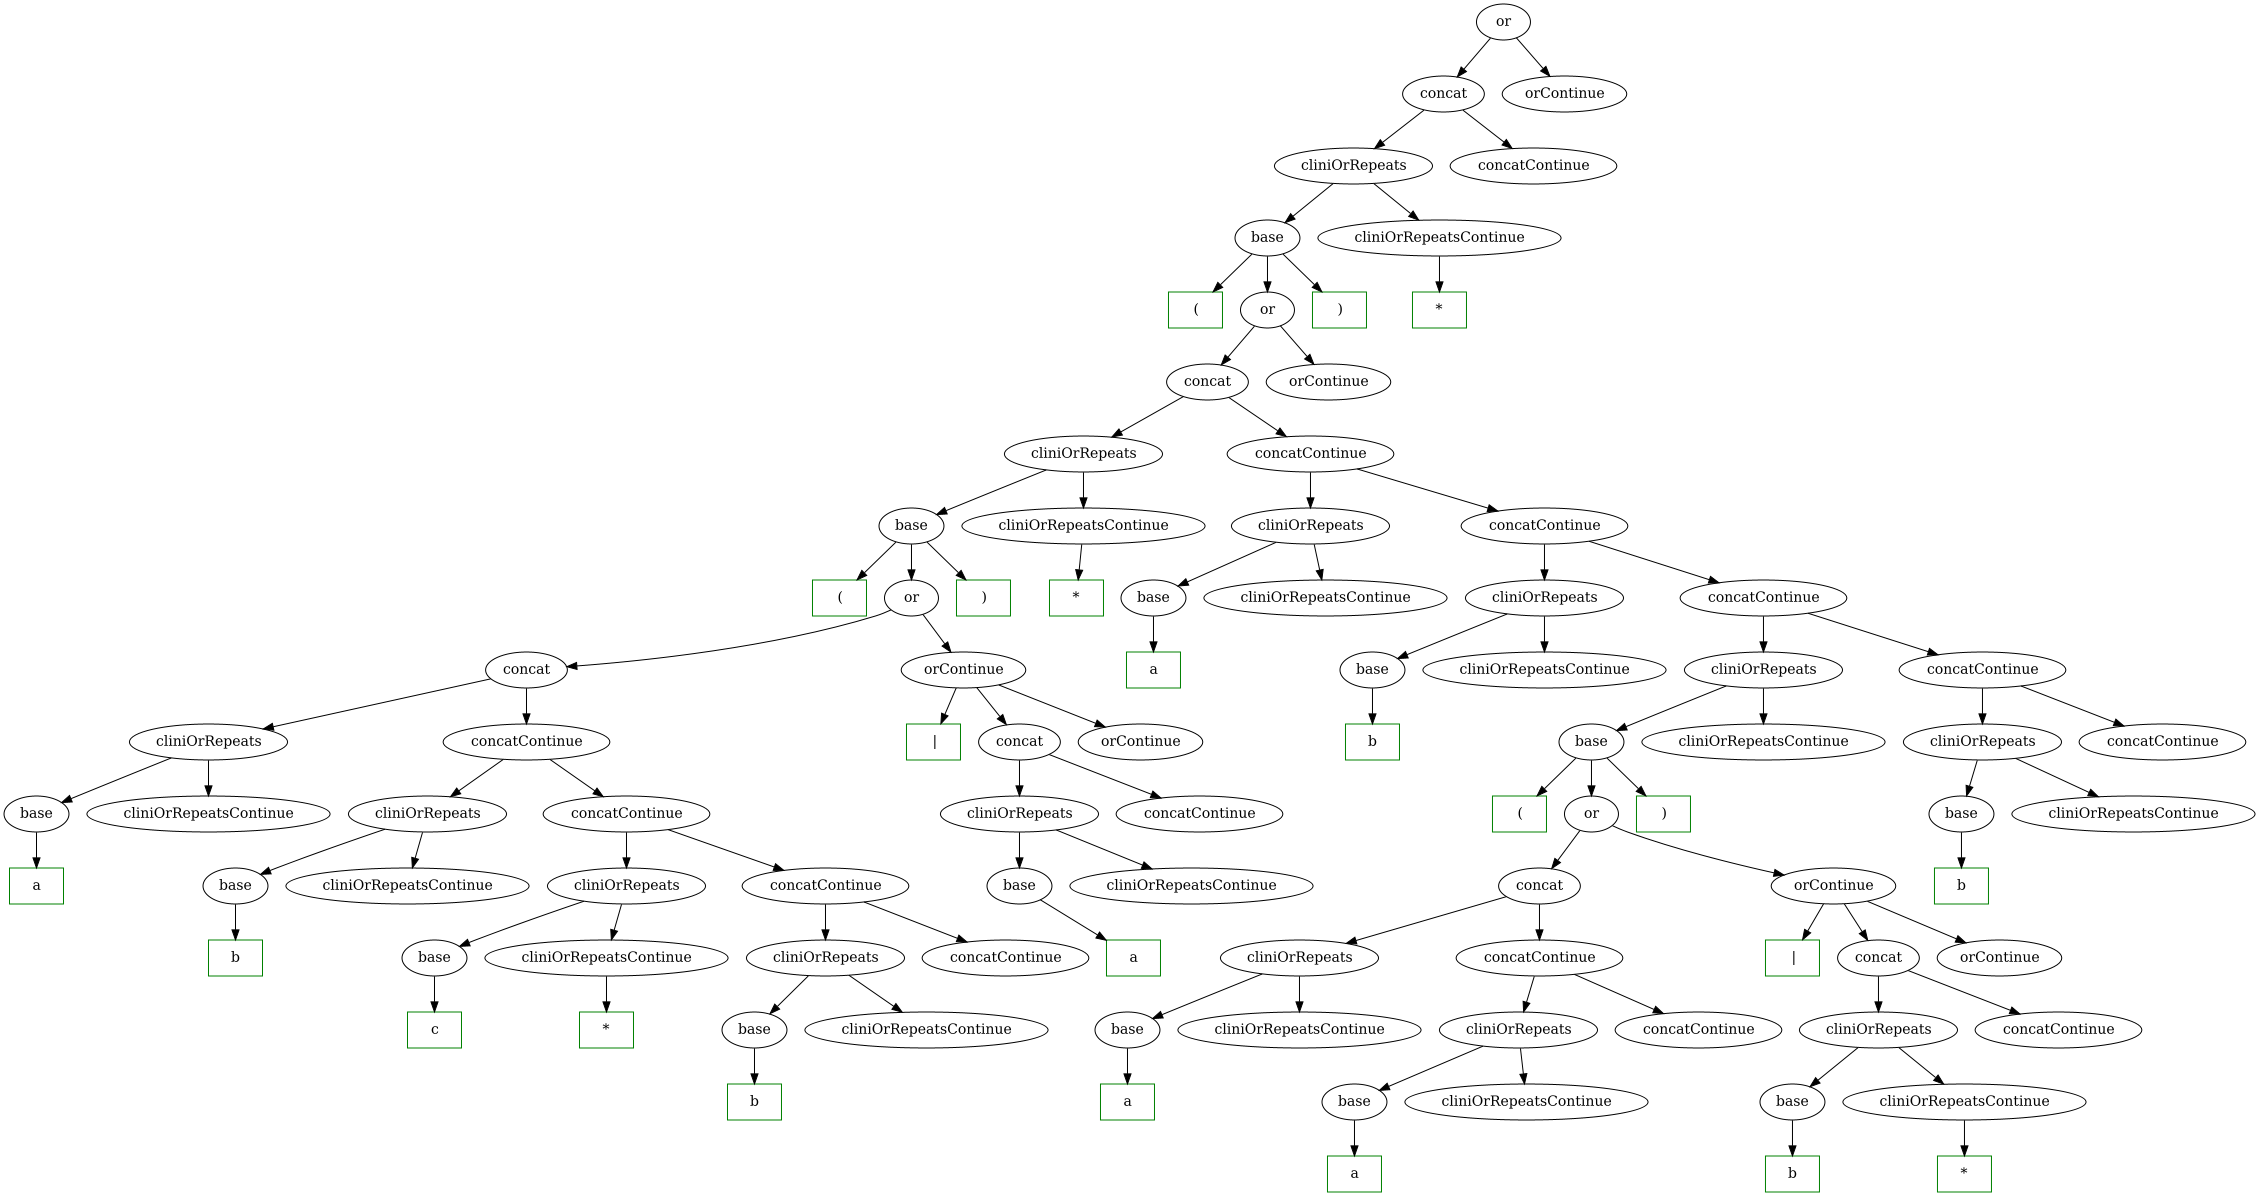 or
concat orContinue
cliniOrRepeats concatContinue
base cliniOrRepeatsContinue
( or ) *
concat orContinue
cliniOrRepeats concatContinue
base cliniOrRepeatsContinue cliniOrRepeats concatContinue
( or ) * base cliniOrRepeatsContinue cliniOrRepeats concatContinue
concat orContinue a base cliniOrRepeatsContinue cliniOrRepeats concatContinue
cliniOrRepeats concatContinue | concat orContinue b base cliniOrRepeatsContinue cliniOrRepeats concatContinue
base cliniOrRepeatsContinue cliniOrRepeats concatContinue cliniOrRepeats concatContinue ( or ) base cliniOrRepeatsContinue
a base cliniOrRepeatsContinue cliniOrRepeats concatContinue base cliniOrRepeatsContinue concat orContinue b
b base cliniOrRepeatsContinue cliniOrRepeats concatContinue a cliniOrRepeats concatContinue | concat orContinue
c * base cliniOrRepeatsContinue base cliniOrRepeatsContinue cliniOrRepeats concatContinue cliniOrRepeats concatContinue
b a base cliniOrRepeatsContinue base cliniOrRepeatsContinue
a b *